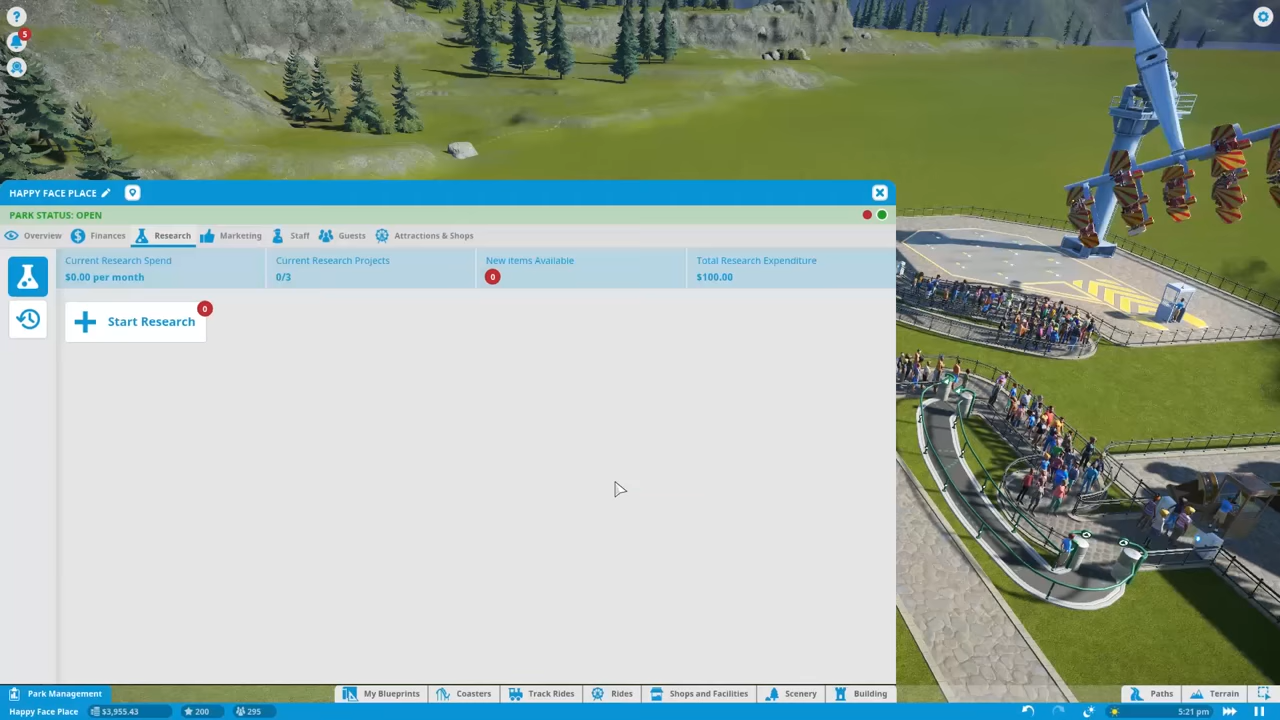 ?
5
HAPPY FACE PLACE
PARK STATUS: OPEN
Overview Finances Research Marketing Staff Guests Attractions & Shops
Current Research Spend Current Research Projects New items Available Total Research Expenditure
$0.00 per month 0/3 0 $100.00
0
Start Research
Park Management My Blueprints Coasters Track Rides Rides Shops and Facilities Scenery Building Paths Terrain
Happy Face Place $3,955.43 200 295 5:21 pm